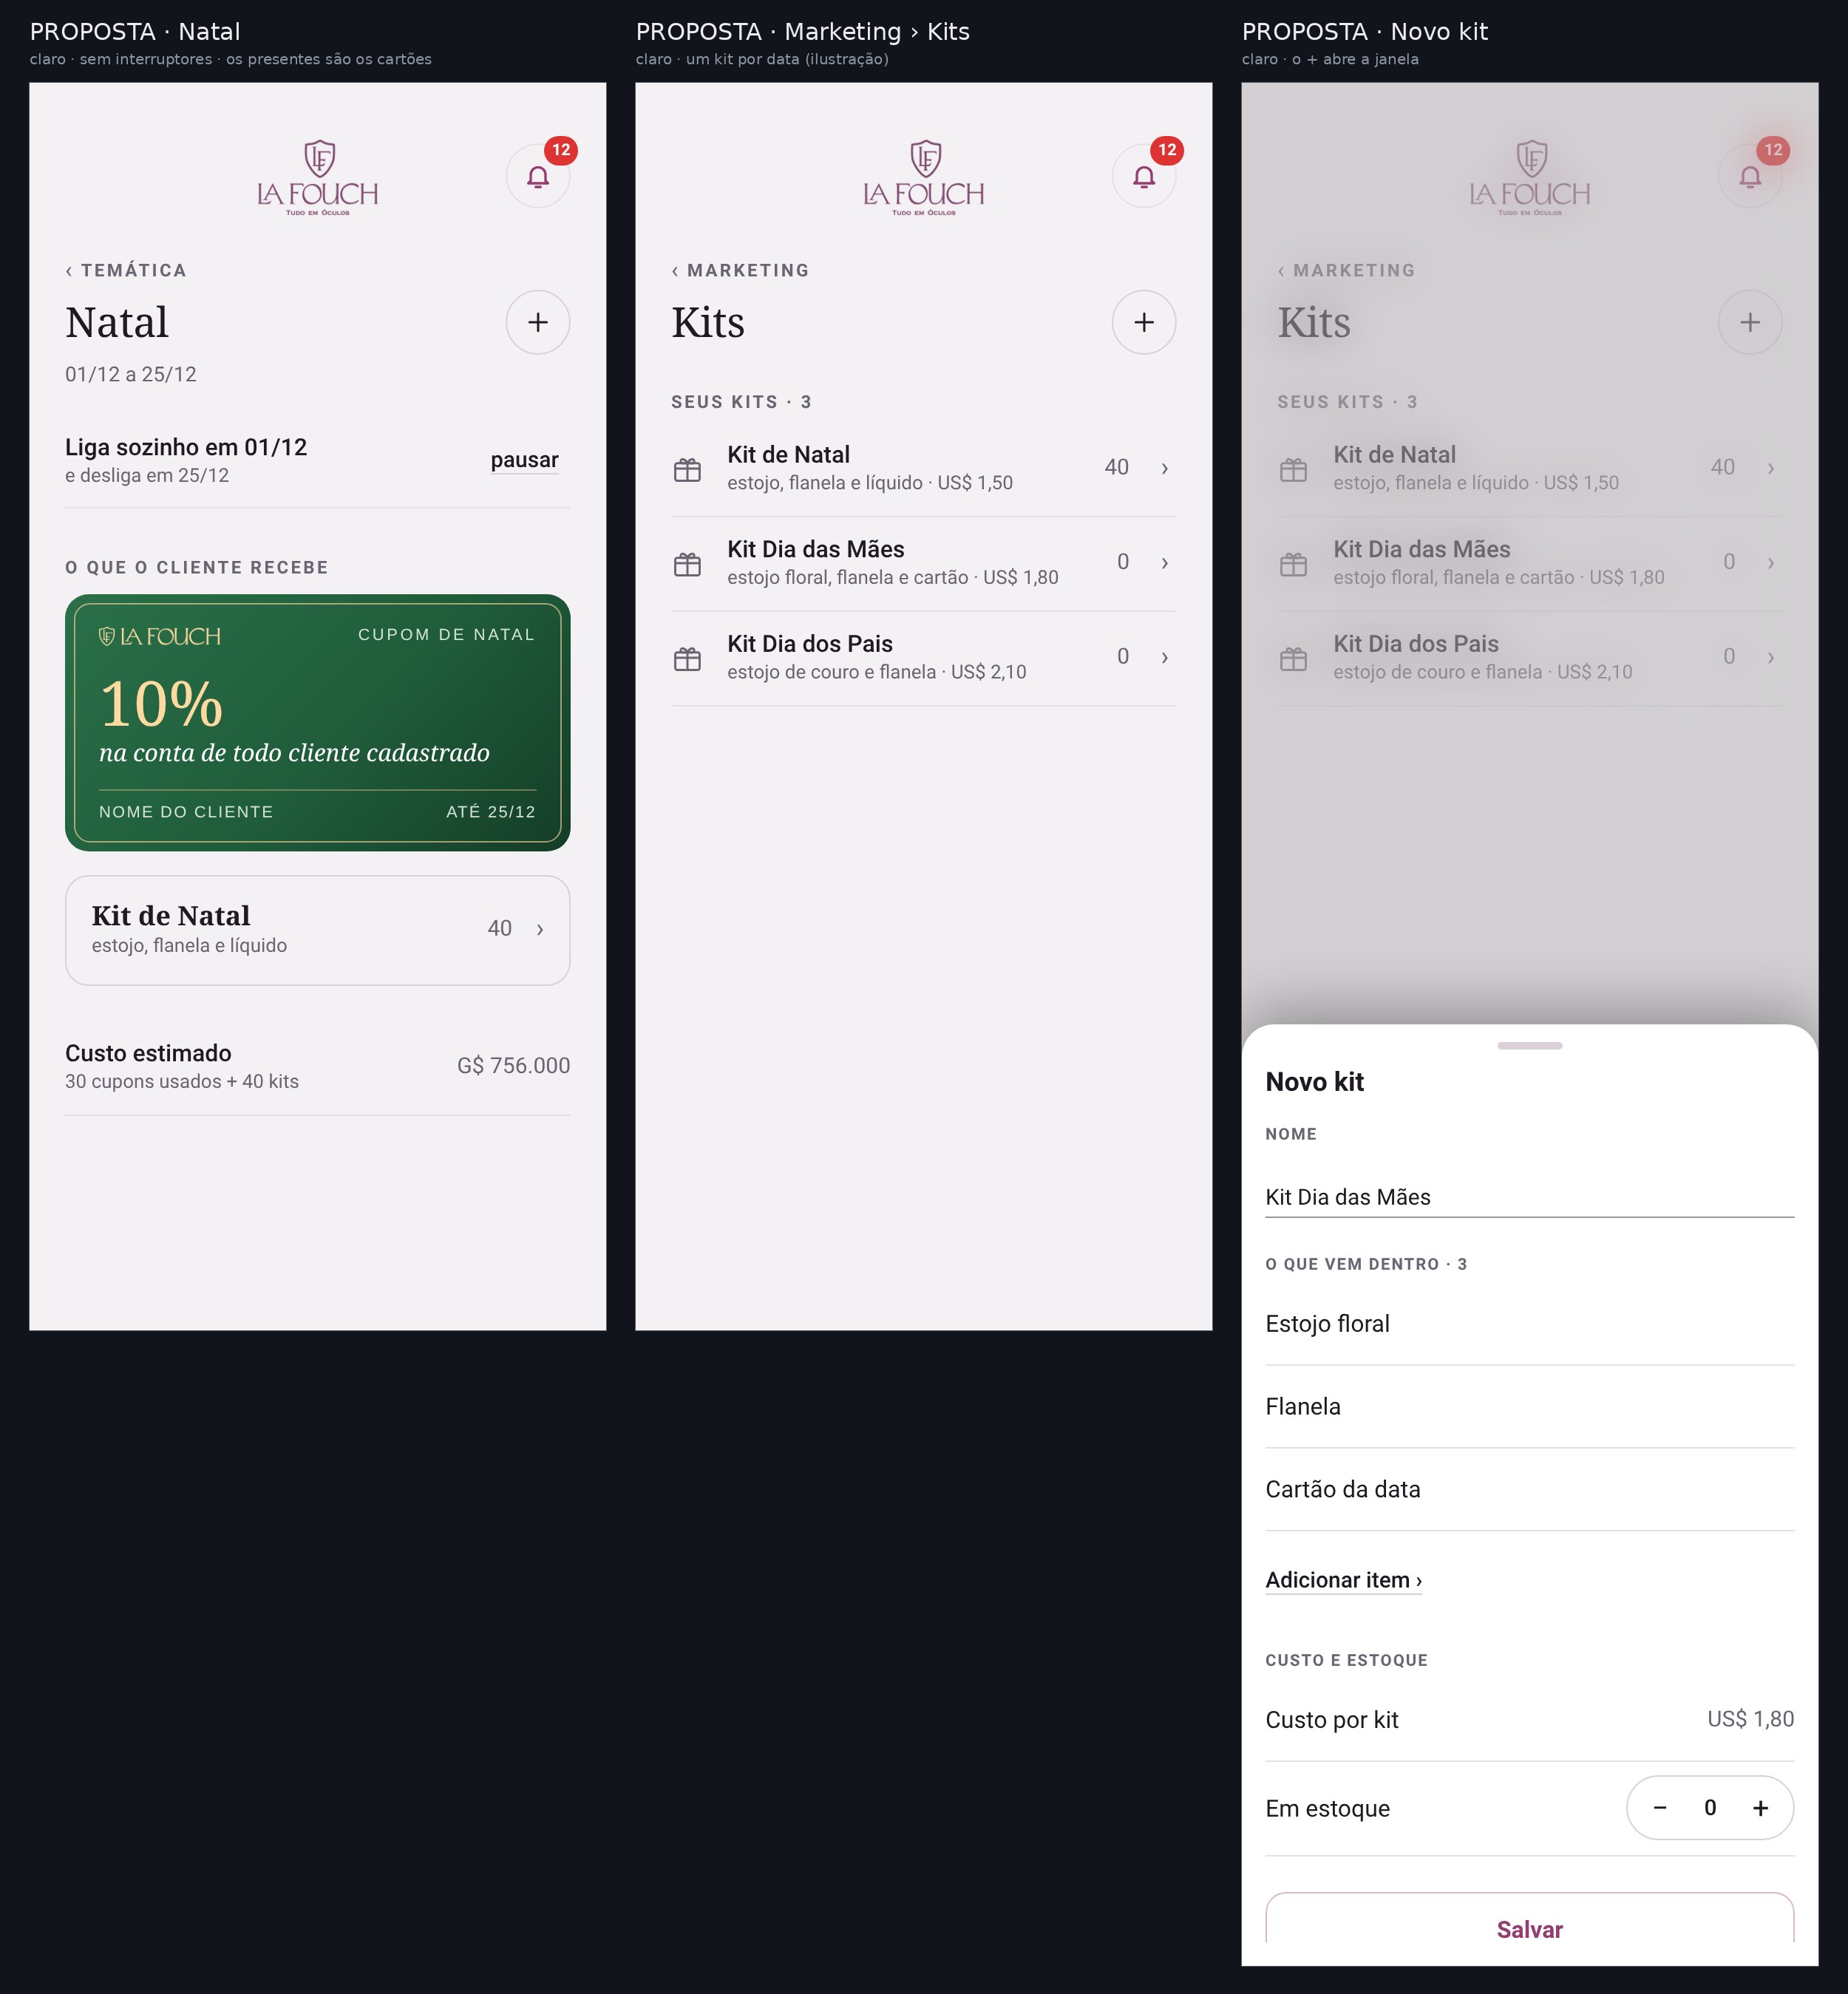 PROPOSTA · Natal
claro · sem interruptores · os presentes são os cartões
LF
LA FOUCH
TUDO EM ÓCULOS
12
‹ TEMÁTICA
Natal
+
01/12 a 25/12
Liga sozinho em 01/12
e desliga em 25/12
pausar
O QUE O CLIENTE RECEBE
LA FOUCH
CUPOM DE NATAL
10%
na conta de todo cliente cadastrado
NOME DO CLIENTE
ATÉ 25/12
Kit de Natal
estojo, flanela e líquido
40 ›
Custo estimado
30 cupons usados + 40 kits
G$ 756.000
PROPOSTA · Marketing › Kits
claro · um kit por data (ilustração)
LF
LA FOUCH
TUDO EM ÓCULOS
12
‹ MARKETING
Kits
+
SEUS KITS · 3
Kit de Natal
estojo, flanela e líquido · US$ 1,50
40 ›
Kit Dia das Mães
estojo floral, flanela e cartão · US$ 1,80
0 ›
Kit Dia dos Pais
estojo de couro e flanela · US$ 2,10
0 ›
PROPOSTA · Novo kit
claro · o + abre a janela
LF
LA FOUCH
TUDO EM ÓCULOS
12
‹ MARKETING
Kits
+
SEUS KITS · 3
Kit de Natal
estojo, flanela e líquido · US$ 1,50
40 ›
Kit Dia das Mães
estojo floral, flanela e cartão · US$ 1,80
0 ›
Kit Dia dos Pais
estojo de couro e flanela · US$ 2,10
0 ›
Novo kit
NOME
Kit Dia das Mães
O QUE VEM DENTRO · 3
Estojo floral
Flanela
Cartão da data
Adicionar item ›
CUSTO E ESTOQUE
Custo por kit
US$ 1,80
Em estoque
− 0 +
Salvar